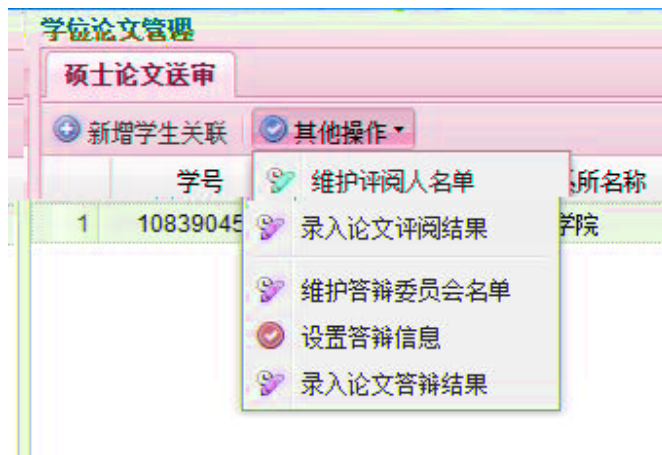 学位论文管理
硕士论文送审
新增学生关联 其他操作
学号 所名称
1 10839045 学院
维护评阅人名单
录入论文评阅结果
维护答辩委员会名单
设置答辩信息
录入论文答辩结果